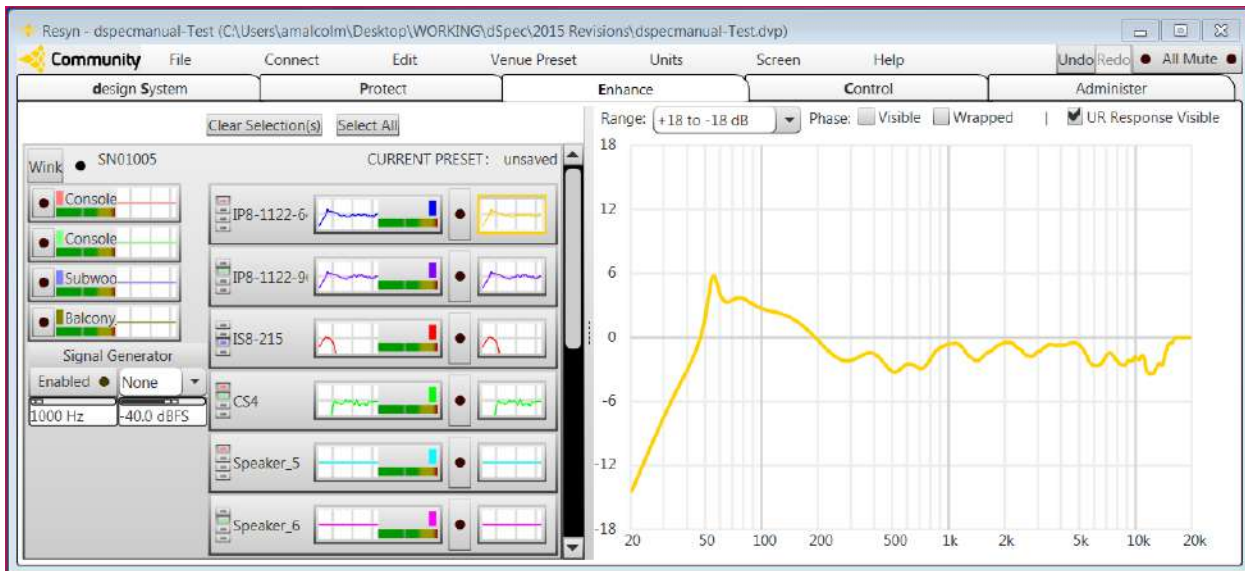 Resyn - dspecmanual-Test (C:\Users\amalcolm\Desktop\WORKING\dSpec\2015 Revisions\dspecmanual-Test.dvp)
Community File Connect Edit Venue Preset Units Screen Help Undo Redo All Mute
design System Protect Enhance Control Administer
Clear Selection(s) Select All
Range: +18 to -18 dB Phase: Visible Wrapped | UR Response Visible
Wink SN01005 CURRENT PRESET: unsaved
Console
Console
Subwoo
Balcony
Signal Generator
Enabled None
1000 Hz -40.0 dBFS
IP8-1122-6
IP8-1122-9
IS8-215
CS4
Speaker_5
Speaker_6
18
12
6
0
-6
-12
-18
20 50 100 200 500 1k 2k 5k 10k 20k